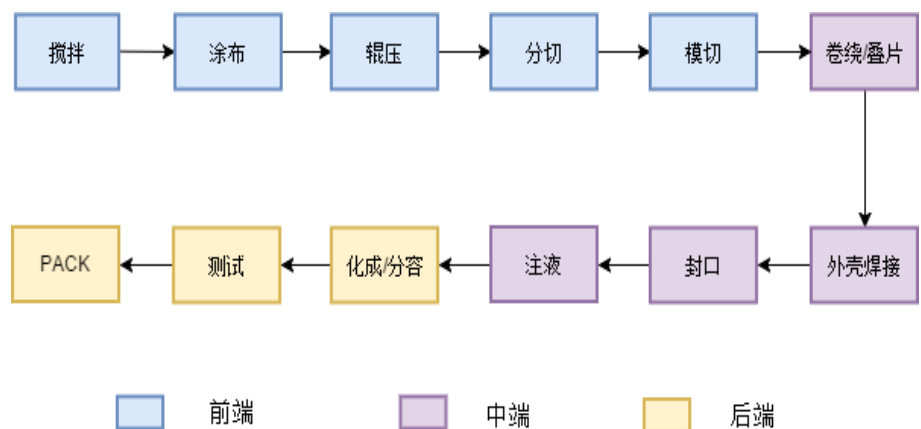 搅拌
涂布
辊压
分切
模切
卷绕/叠片
PACK
测试
化成/分容
注液
封口
外壳焊接
前端
中端
后端